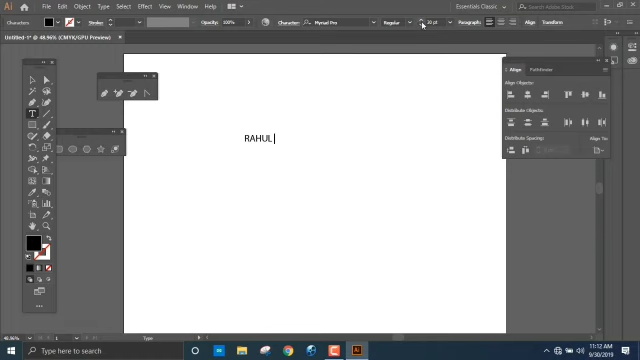 Ai File Edit Object Type Select Effect View Window Help
Essentials Classic Search Adobe Stock
Characters Stroke: Opacity: 100% Character: Myriad Pro Regular Paragraph: Align Transform
Untitled-1* @ 48.96% (CMYK/GPU Preview) ×
Align Pathfinder
Align Objects:
Distribute Objects:
Distribute Spacing: Align To:
RAHUL
48.96% 1 Type
Type here to search
Ai
11:12 AM
9/30/2019